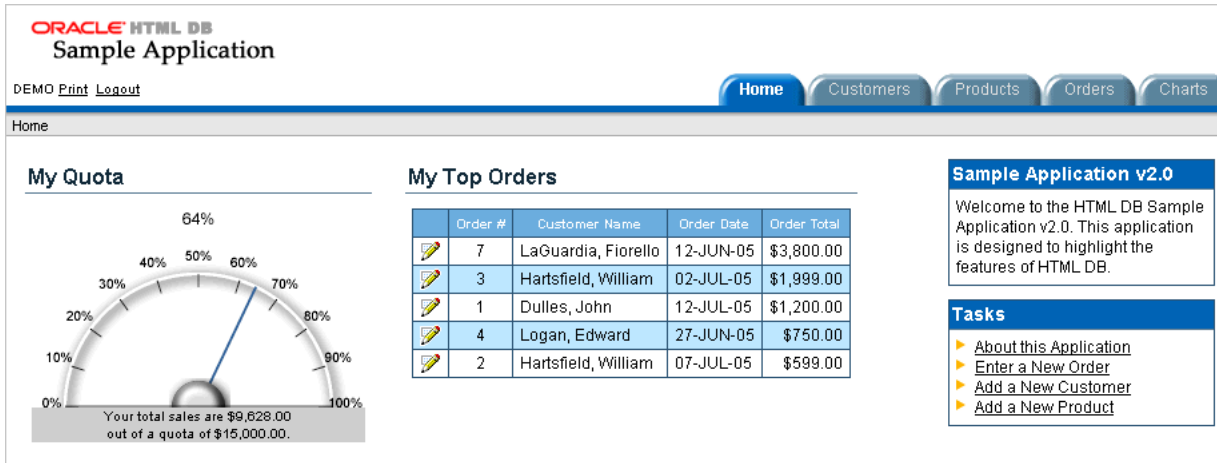 ORACLE HTML DB
Sample Application
DEMO Print Logout
Home Customers Products Orders Charts
Home
My Quota
64%
0% 10% 20% 30% 40% 50% 60% 70% 80% 90% 100%
Your total sales are $9,628.00
out of a quota of $15,000.00.
My Top Orders
Order # Customer Name Order Date Order Total
7 LaGuardia, Fiorello 12-JUN-05 $3,800.00
3 Hartsfield, William 02-JUL-05 $1,999.00
1 Dulles, John 12-JUL-05 $1,200.00
4 Logan, Edward 27-JUN-05 $750.00
2 Hartsfield, William 07-JUL-05 $599.00
Sample Application v2.0
Welcome to the HTML DB Sample
Application v2.0. This application
is designed to highlight the
features of HTML DB.
Tasks
About this Application
Enter a New Order
Add a New Customer
Add a New Product